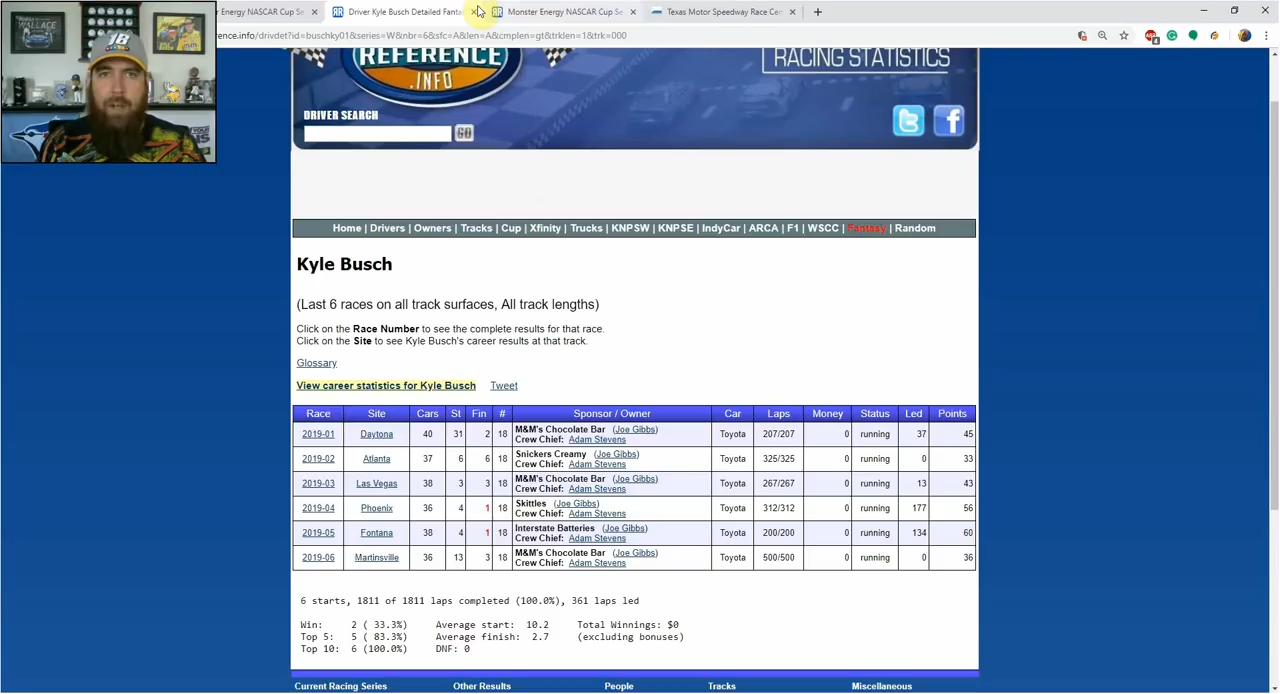 Energy NASCAR Cup Se
Driver Kyle Busch Detailed Fanta
Monster Energy NASCAR Cup Se
Texas Motor Speedway Race Cen
rence.info/drivdet?id=buschky01&series=W&nbr=6&sfc=A&len=A&cmplen=gt&trklen=1&trk=000
REFERENCE
.INFO
RACING STATISTICS
DRIVER SEARCH
GO
Home | Drivers | Owners | Tracks | Cup | Xfinity | Trucks | KNPSW | KNPSE | IndyCar | ARCA | F1 | WSCC | Fantasy | Random
Kyle Busch
(Last 6 races on all track surfaces, All track lengths)
Click on the Race Number to see the complete results for that race.
Click on the Site to see Kyle Busch's career results at that track.
Glossary
View career statistics for Kyle Busch Tweet
Race Site Cars St Fin # Sponsor / Owner Car Laps Money Status Led Points
2019-01 Daytona 40 31 2 18 M&M's Chocolate Bar (Joe Gibbs) Toyota 207/207 0 running 37 45
Crew Chief: Adam Stevens
2019-02 Atlanta 37 6 6 18 Snickers Creamy (Joe Gibbs) Toyota 325/325 0 running 0 33
Crew Chief: Adam Stevens
2019-03 Las Vegas 38 3 3 18 M&M's Chocolate Bar (Joe Gibbs) Toyota 267/267 0 running 13 43
Crew Chief: Adam Stevens
2019-04 Phoenix 36 4 1 18 Skittles (Joe Gibbs) Toyota 312/312 0 running 177 56
Crew Chief: Adam Stevens
2019-05 Fontana 38 4 1 18 Interstate Batteries (Joe Gibbs) Toyota 200/200 0 running 134 60
Crew Chief: Adam Stevens
2019-06 Martinsville 36 13 3 18 M&M's Chocolate Bar (Joe Gibbs) Toyota 500/500 0 running 0 36
Crew Chief: Adam Stevens
6 starts, 1811 of 1811 laps completed (100.0%), 361 laps led
Win: 2 ( 33.3%) Average start: 10.2 Total Winnings: $0
Top 5: 5 ( 83.3%) Average finish: 2.7 (excluding bonuses)
Top 10: 6 (100.0%) DNF: 0
Current Racing Series Other Results People Tracks Miscellaneous
18